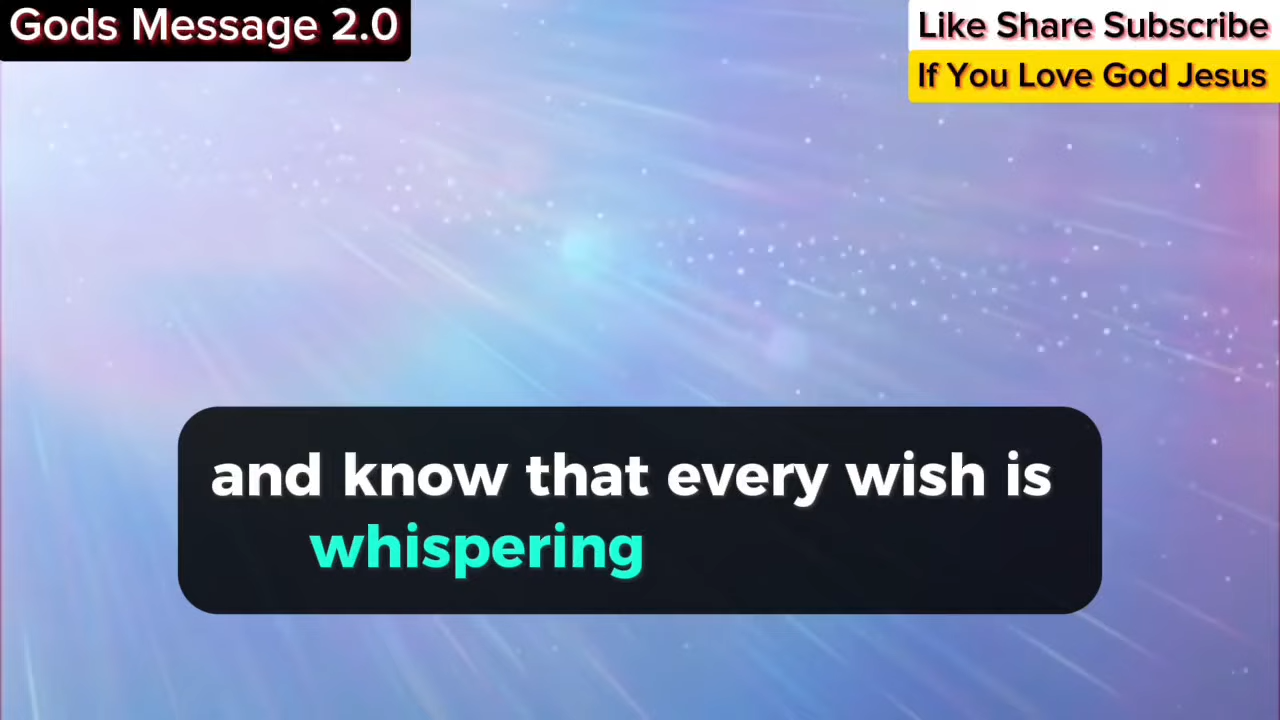 Gods Message 2.0
Like Share Subscribe
If You Love God Jesus
and know that every wish is
whispering